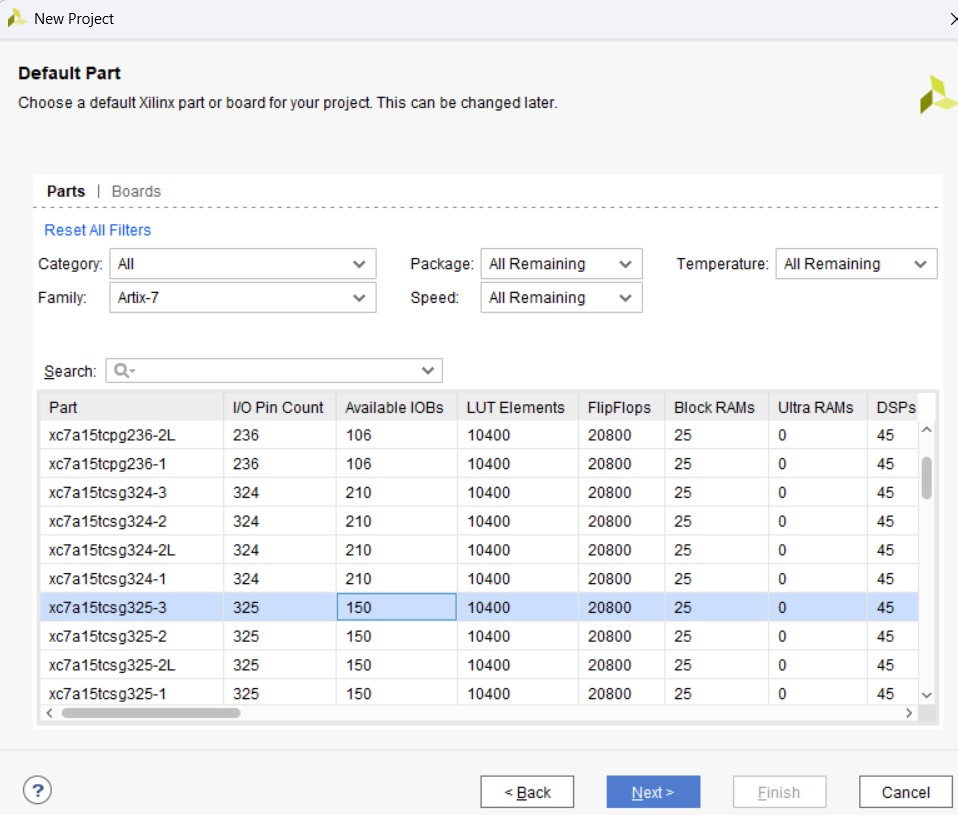 New Project
Default Part
Choose a default Xilinx part or board for your project. This can be changed later.
Parts | Boards
Reset All Filters
Category: All Package: All Remaining Temperature: All Remaining
Family: Artix-7 Speed: All Remaining
Search:
Part I/O Pin Count Available IOBs LUT Elements FlipFlops Block RAMs Ultra RAMs DSPs
xc7a15tcpg236-2L 236 106 10400 20800 25 0 45
xc7a15tcpg236-1 236 106 10400 20800 25 0 45
xc7a15tcsg324-3 324 210 10400 20800 25 0 45
xc7a15tcsg324-2 324 210 10400 20800 25 0 45
xc7a15tcsg324-2L 324 210 10400 20800 25 0 45
xc7a15tcsg324-1 324 210 10400 20800 25 0 45
xc7a15tcsg325-3 325 150 10400 20800 25 0 45
xc7a15tcsg325-2 325 150 10400 20800 25 0 45
xc7a15tcsg325-2L 325 150 10400 20800 25 0 45
xc7a15tcsg325-1 325 150 10400 20800 25 0 45
? < Back Next > Finish Cancel